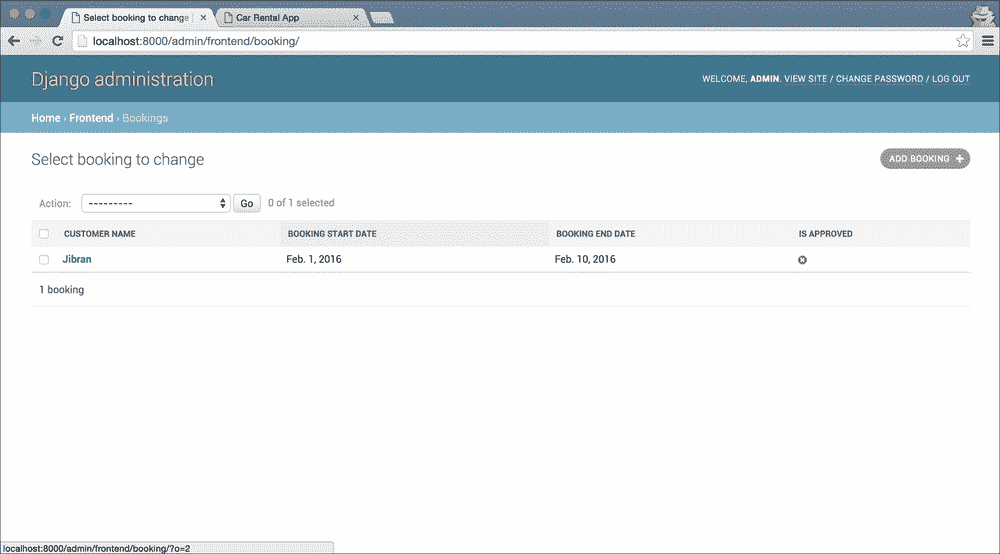 Select booking to change
Car Rental App
localhost:8000/admin/frontend/booking/
Django administration
WELCOME, ADMIN. VIEW SITE / CHANGE PASSWORD / LOG OUT
Home › Frontend › Bookings
Select booking to change
ADD BOOKING +
Action: --------- Go 0 of 1 selected
CUSTOMER NAME BOOKING START DATE BOOKING END DATE IS APPROVED
Jibran Feb. 1, 2016 Feb. 10, 2016
1 booking
localhost:8000/admin/frontend/booking/?o=2